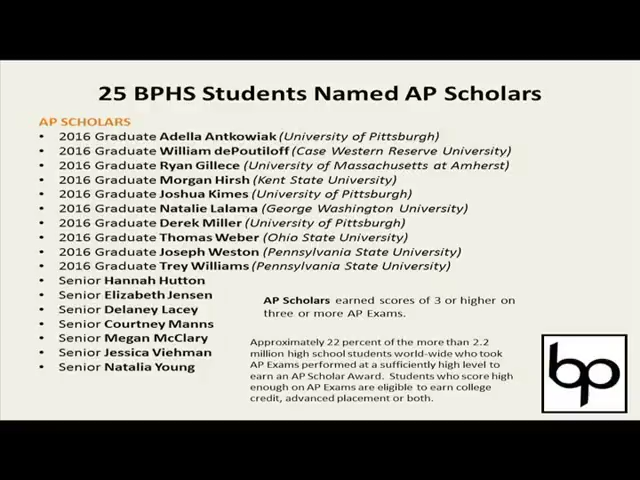 25 BPHS Students Named AP Scholars
AP SCHOLARS
• 2016 Graduate Adella Antkowiak (University of Pittsburgh)
• 2016 Graduate William dePoutiloff (Case Western Reserve University)
• 2016 Graduate Ryan Gillece (University of Massachusetts at Amherst)
• 2016 Graduate Morgan Hirsh (Kent State University)
• 2016 Graduate Joshua Kimes (University of Pittsburgh)
• 2016 Graduate Natalie Lalama (George Washington University)
• 2016 Graduate Derek Miller (University of Pittsburgh)
• 2016 Graduate Thomas Weber (Ohio State University)
• 2016 Graduate Joseph Weston (Pennsylvania State University)
• 2016 Graduate Trey Williams (Pennsylvania State University)
• Senior Hannah Hutton
• Senior Elizabeth Jensen
• Senior Delaney Lacey
• Senior Courtney Manns
• Senior Megan McClary
• Senior Jessica Viehman
• Senior Natalia Young
AP Scholars earned scores of 3 or higher on
three or more AP Exams.
Approximately 22 percent of the more than 2.2
million high school students world-wide who took
AP Exams performed at a sufficiently high level to
earn an AP Scholar Award. Students who score high
enough on AP Exams are eligible to earn college
credit, advanced placement or both.
bp